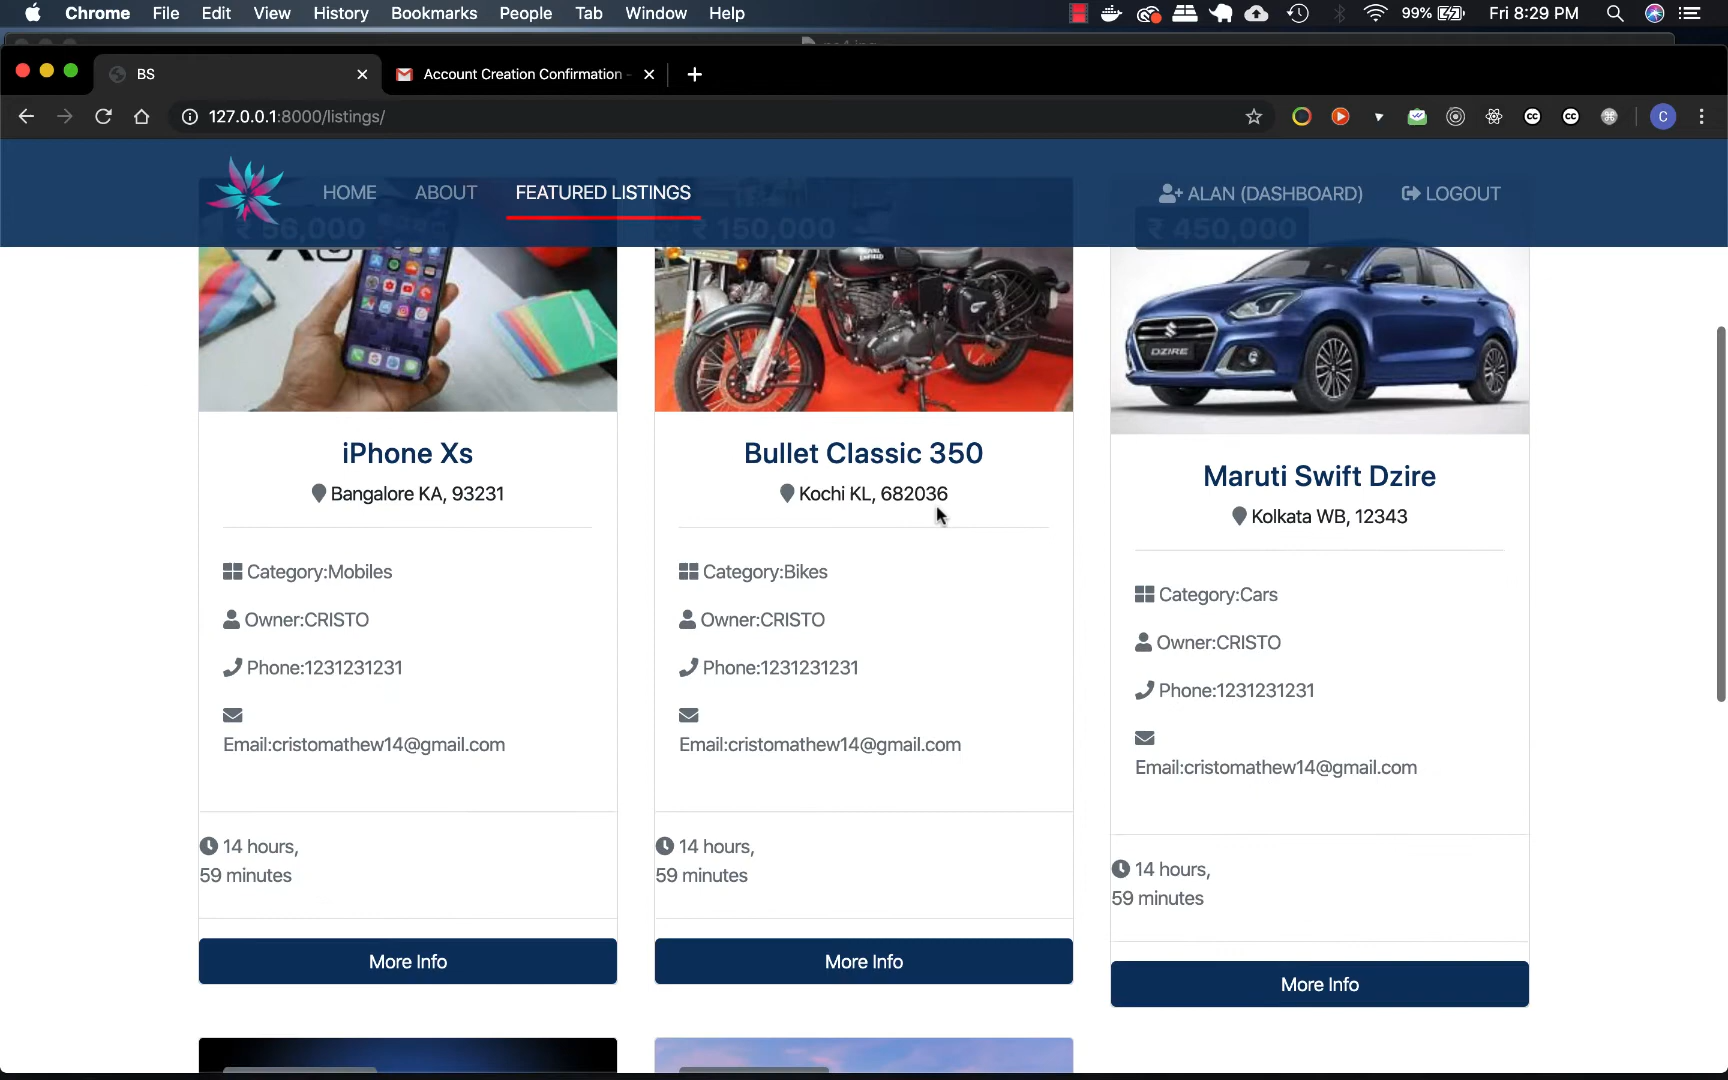 Chrome File Edit View History Bookmarks People Tab Window Help 99% Fri 8:29 PM
BS Account Creation Confirmation -
127.0.0.1:8000/listings/ C
HOME ABOUT FEATURED LISTINGS ALAN (DASHBOARD) LOGOUT
₹ 56,000 ₹ 150,000 ₹ 450,000
DZIRE
iPhone Xs
Bangalore KA, 93231
Category:Mobiles
Owner:CRISTO
Phone:1231231231
Email:cristomathew14@gmail.com
14 hours,
59 minutes
More Info
Bullet Classic 350
Kochi KL, 682036
Category:Bikes
Owner:CRISTO
Phone:1231231231
Email:cristomathew14@gmail.com
14 hours,
59 minutes
More Info
Maruti Swift Dzire
Kolkata WB, 12343
Category:Cars
Owner:CRISTO
Phone:1231231231
Email:cristomathew14@gmail.com
14 hours,
59 minutes
More Info